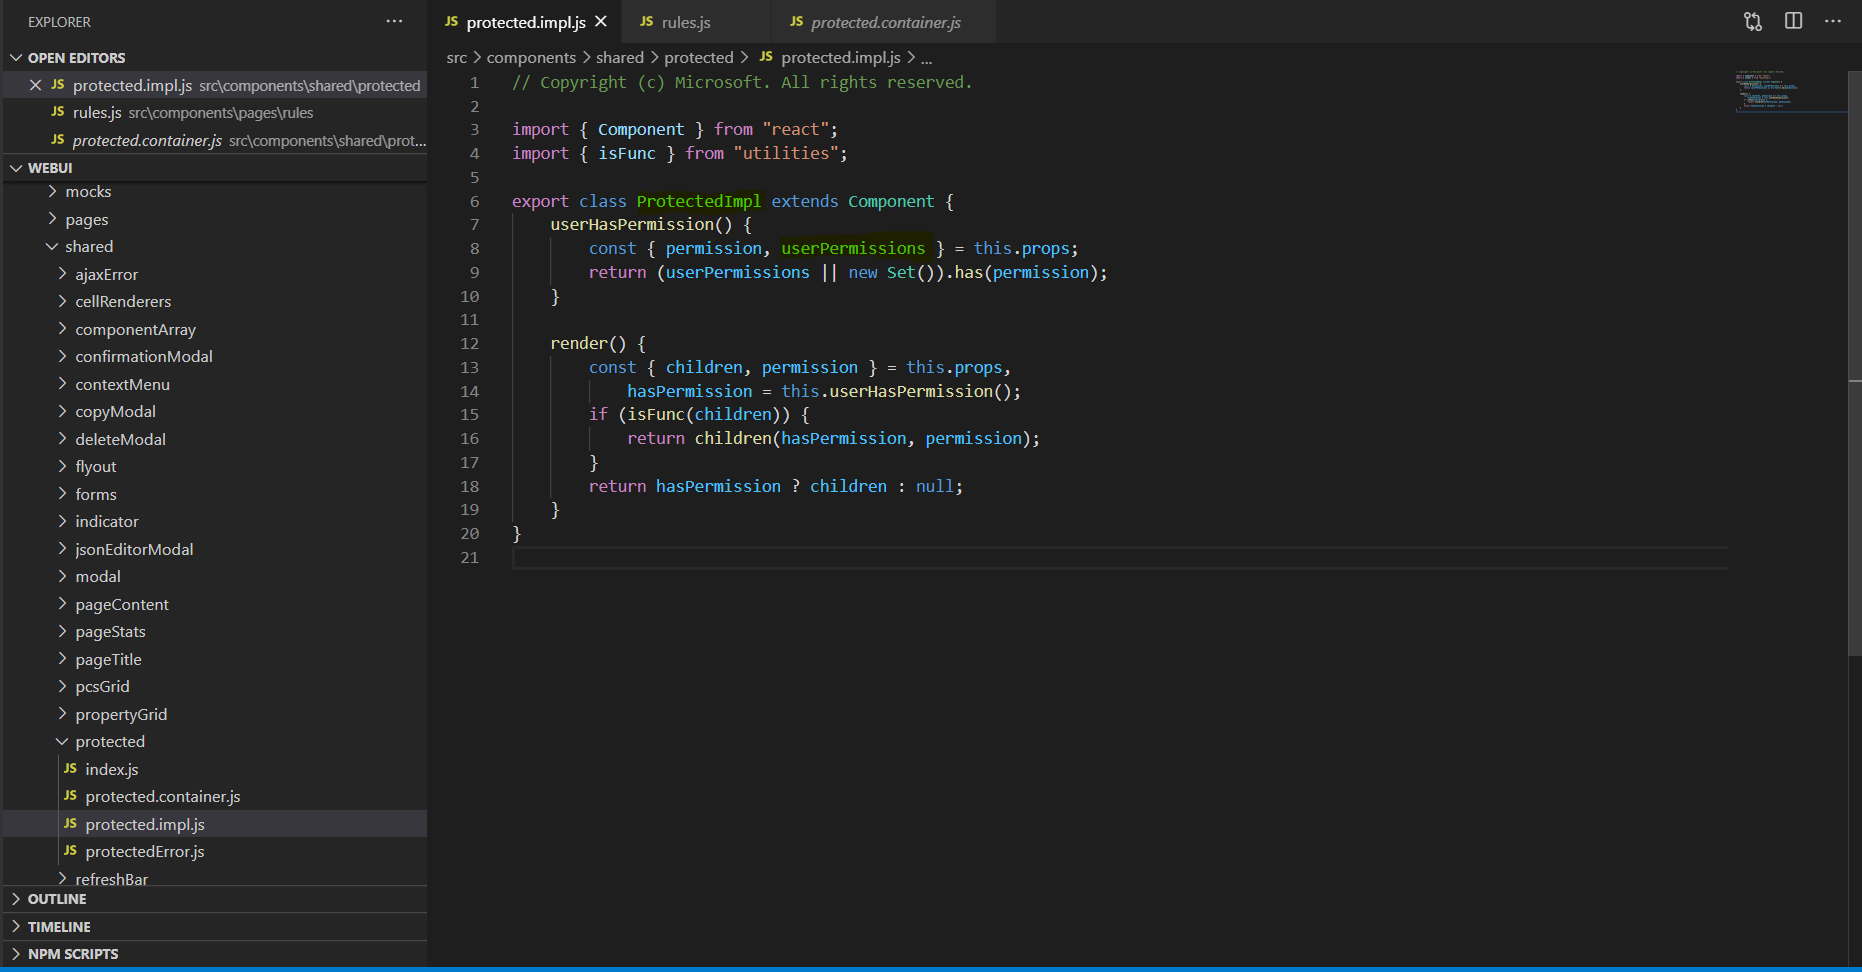 EXPLORER
OPEN EDITORS
JS protected.impl.js src\components\shared\protected
JS rules.js src\components\pages\rules
JS protected.container.js src\components\shared\prot...
WEBUI
mocks
pages
shared
ajaxError
cellRenderers
componentArray
confirmationModal
contextMenu
copyModal
deleteModal
flyout
forms
indicator
jsonEditorModal
modal
pageContent
pageStats
pageTitle
pcsGrid
propertyGrid
protected
JS index.js
JS protected.container.js
JS protected.impl.js
JS protectedError.js
refreshBar
OUTLINE
TIMELINE
NPM SCRIPTS
JS protected.impl.js JS rules.js JS protected.container.js
src > components > shared > protected > JS protected.impl.js > ...
1 // Copyright (c) Microsoft. All rights reserved.
2
3 import { Component } from "react";
4 import { isFunc } from "utilities";
5
6 export class ProtectedImpl extends Component {
7 userHasPermission() {
8 const { permission, userPermissions } = this.props;
9 return (userPermissions || new Set()).has(permission);
10 }
11
12 render() {
13 const { children, permission } = this.props,
14 hasPermission = this.userHasPermission();
15 if (isFunc(children)) {
16 return children(hasPermission, permission);
17 }
18 return hasPermission ? children : null;
19 }
20 }
21